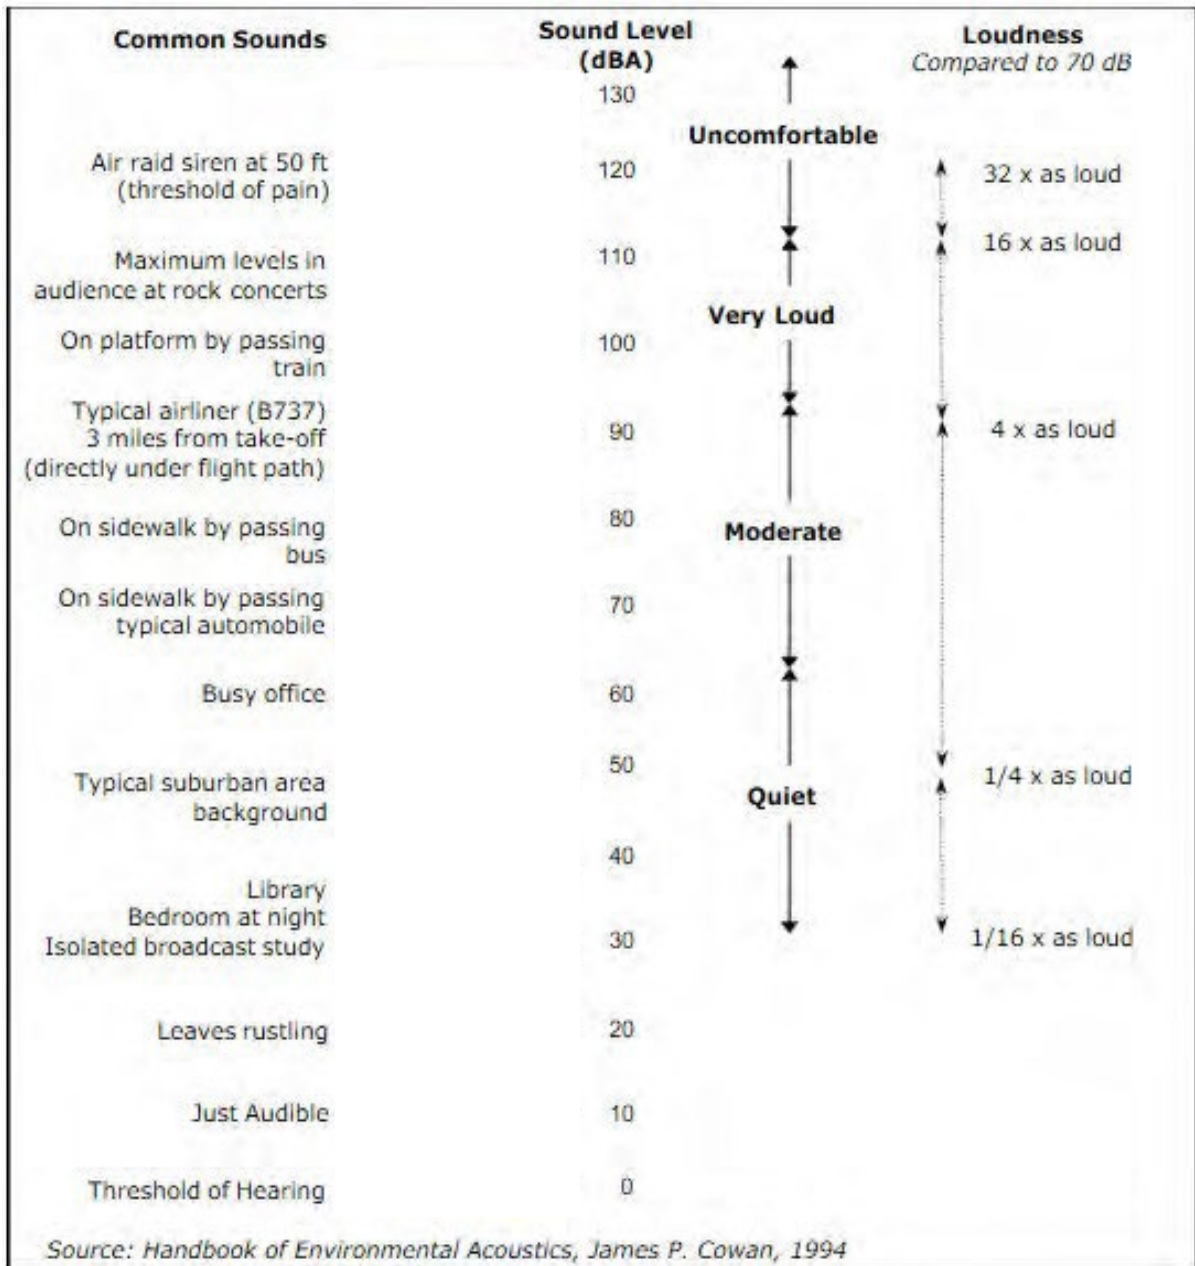 Common Sounds
Sound Level
(dBA)
Loudness
Compared to 70 dB
130
Uncomfortable
Air raid siren at 50 ft
(threshold of pain)
120
32 x as loud
16 x as loud
Maximum levels in
audience at rock concerts
110
Very Loud
On platform by passing
train
100
Typical airliner (B737)
3 miles from take-off
(directly under flight path)
90
4 x as loud
On sidewalk by passing
bus
80
Moderate
On sidewalk by passing
typical automobile
70
Busy office
60
50
Typical suburban area
background
1/4 x as loud
Quiet
40
Library
Bedroom at night
Isolated broadcast study
30
1/16 x as loud
Leaves rustling
20
Just Audible
10
Threshold of Hearing
0
Source: Handbook of Environmental Acoustics, James P. Cowan, 1994